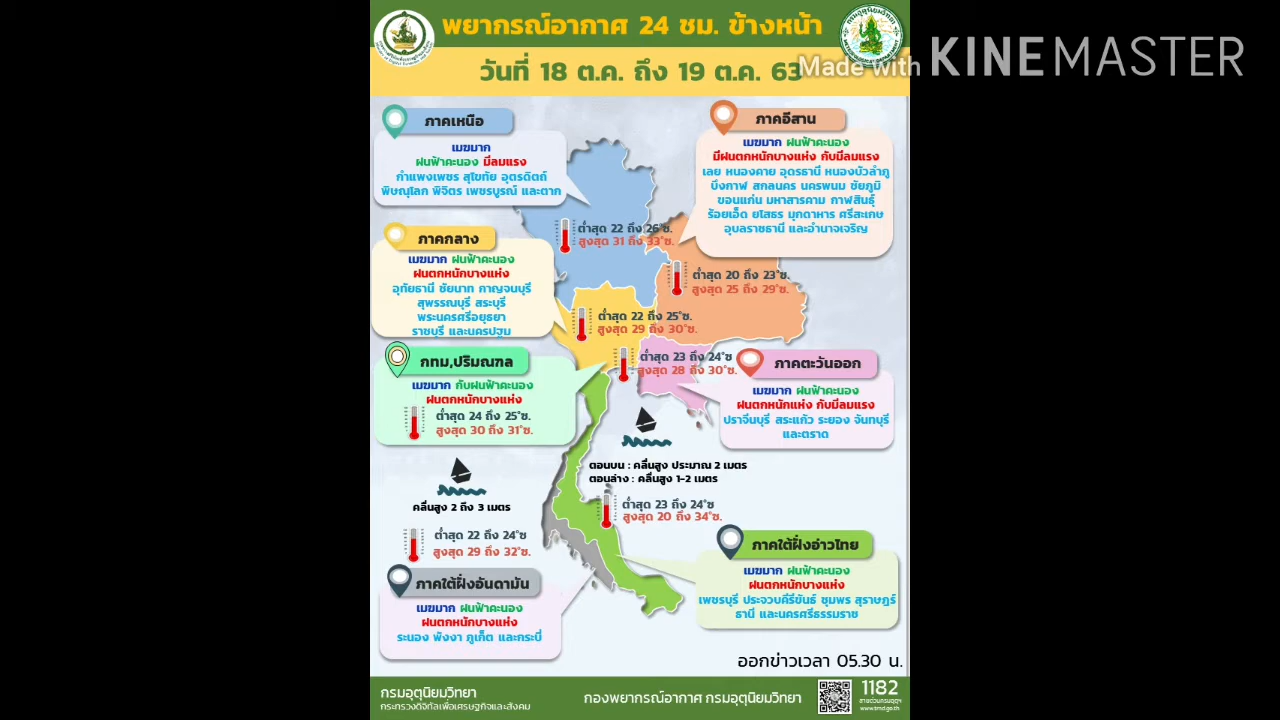 พยากรณ์อากาศ 24 ชม. ข้างหน้า
วันที่ 18 ต.ค. ถึง 19 ต.ค. 63
Made with KINEMASTER
ภาคเหนือ
เมฆมาก
ฝนฟ้าคะนอง มีลมแรง
กำแพงเพชร สุโขทัย อุตรดิตถ์
พิษณุโลก พิจิตร เพชรบูรณ์ และตาก
ต่ำสุด 22 ถึง 26°ซ.
สูงสุด 31 ถึง 33°ซ.
ภาคอีสาน
เมฆมาก ฝนฟ้าคะนอง
มีฝนตกหนักบางแห่ง กับมีลมแรง
เลย หนองคาย อุดรธานี หนองบัวลำภู
บึงกาฬ สกลนคร นครพนม ชัยภูมิ
ขอนแก่น มหาสารคาม กาฬสินธุ์
ร้อยเอ็ด ยโสธร มุกดาหาร ศรีสะเกษ
อุบลราชธานี และอำนาจเจริญ
ต่ำสุด 20 ถึง 23°ซ.
สูงสุด 25 ถึง 29°ซ.
ภาคกลาง
เมฆมาก ฝนฟ้าคะนอง
ฝนตกหนักบางแห่ง
อุทัยธานี ชัยนาท กาญจนบุรี
สุพรรณบุรี สระบุรี
พระนครศรีอยุธยา
ราชบุรี และนครปฐม
ต่ำสุด 22 ถึง 25°ซ.
สูงสุด 29 ถึง 30°ซ.
กทม,ปริมณฑล
เมฆมาก กับฝนฟ้าคะนอง
ฝนตกหนักบางแห่ง
ต่ำสุด 24 ถึง 25°ซ.
สูงสุด 30 ถึง 31°ซ.
ต่ำสุด 23 ถึง 24°ซ
สูงสุด 28 ถึง 30°ซ.
ภาคตะวันออก
เมฆมาก ฝนฟ้าคะนอง
ฝนตกหนักแห่ง กับมีลมแรง
ปราจีนบุรี สระแก้ว ระยอง จันทบุรี
และตราด
ตอนบน : คลื่นสูง ประมาณ 2 เมตร
ตอนล่าง : คลื่นสูง 1-2 เมตร
ต่ำสุด 23 ถึง 24°ซ
สูงสุด 20 ถึง 34°ซ.
คลื่นสูง 2 ถึง 3 เมตร
ต่ำสุด 22 ถึง 24°ซ
สูงสุด 29 ถึง 32°ซ.
ภาคใต้ฝั่งอ่าวไทย
เมฆมาก ฝนฟ้าคะนอง
ฝนตกหนักบางแห่ง
เพชรบุรี ประจวบคีรีขันธ์ ชุมพร สุราษฎร์
ธานี และนครศรีธรรมราช
ภาคใต้ฝั่งอันดามัน
เมฆมาก ฝนฟ้าคะนอง
ฝนตกหนักบางแห่ง
ระนอง พังงา ภูเก็ต และกระบี่
ออกข่าวเวลา 05.30 น.
กรมอุตุนิยมวิทยา
กระทรวงดิจิทัลเพื่อเศรษฐกิจและสังคม
กองพยากรณ์อากาศ กรมอุตุนิยมวิทยา
1182
สายด่วนกรมอุตุฯ
www.tmd.go.th